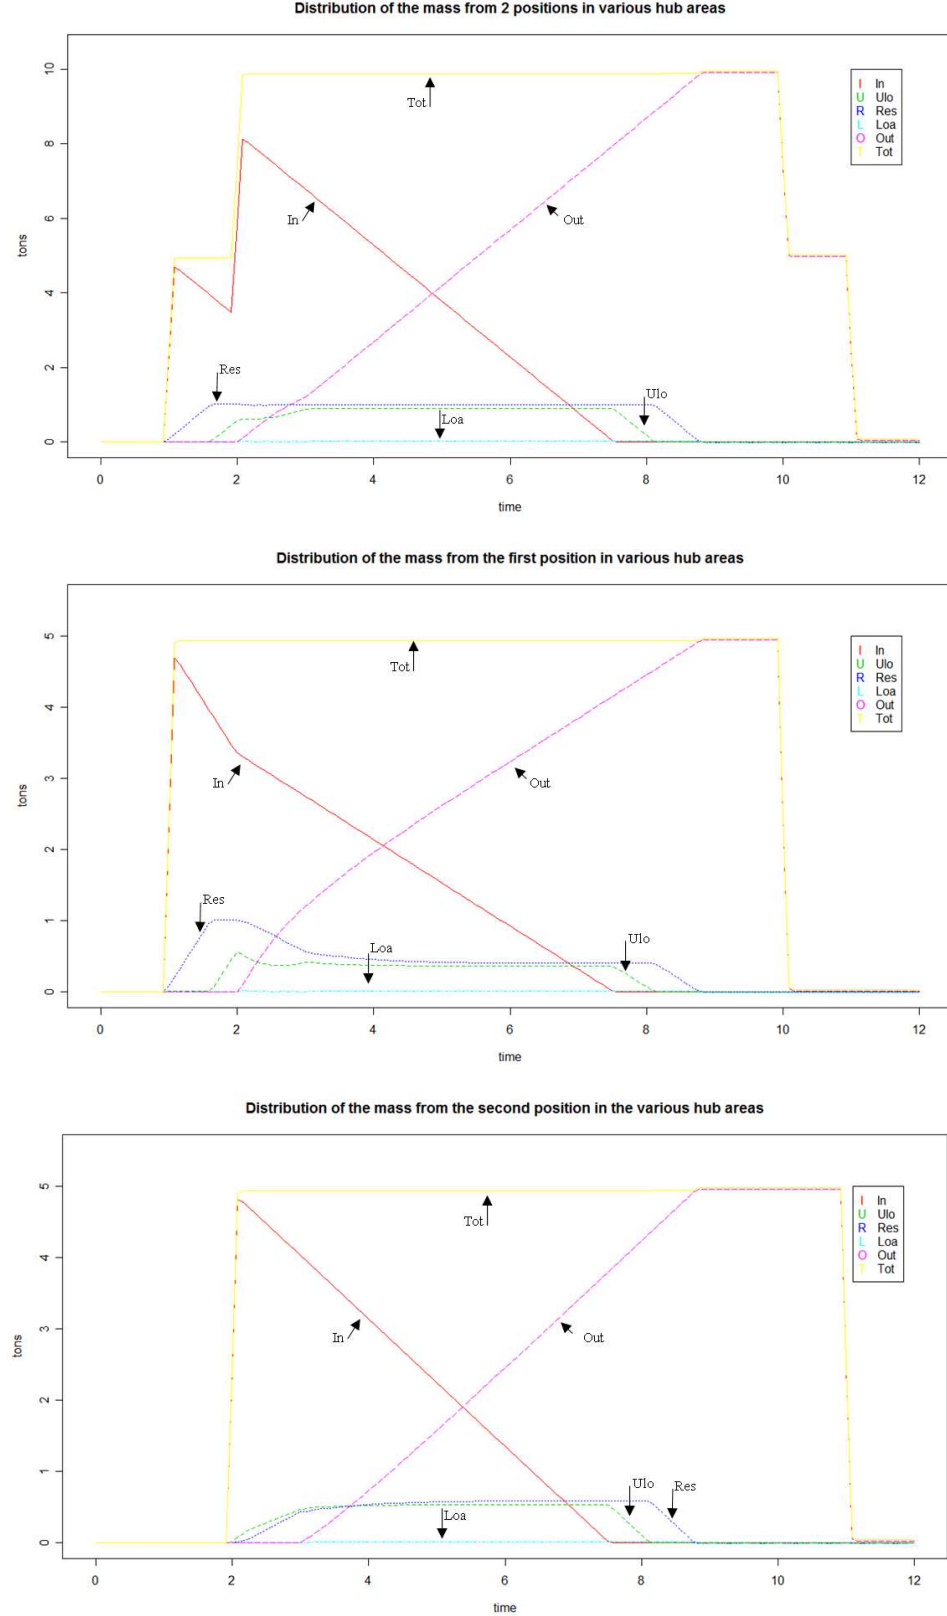 Distribution of the mass from 2 positions in various hub areas
10
8
6
4
2
0
tons
Tot
In
Out
Res
Loa
Ulo
I In
U Ulo
R Res
L Loa
O Out
T Tot
0 2 4 6 8 10 12
time
Distribution of the mass from the first position in various hub areas
5
4
3
2
1
0
tons
Tot
In
Out
Res
Loa
Ulo
I In
U Ulo
R Res
L Loa
O Out
T Tot
0 2 4 6 8 10 12
time
Distribution of the mass from the second position in the various hub areas
5
4
3
2
1
0
tons
Tot
In
Out
Ulo
Res
Loa
I In
U Ulo
R Res
L Loa
O Out
T Tot
0 2 4 6 8 10 12
time